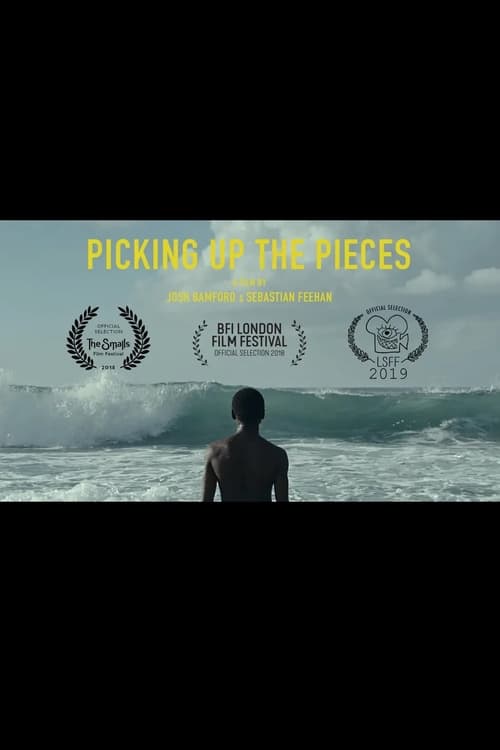 PICKING UP THE PIECES
A FILM BY
JOSH BAMFORD & SEBASTIAN FEEHAN
OFFICIAL
SELECTION
The Smalls
Film Festival
2018
BFI LONDON
FILM FESTIVAL
OFFICIAL SELECTION 2018
OFFICIAL SELECTION
LSFF
2019